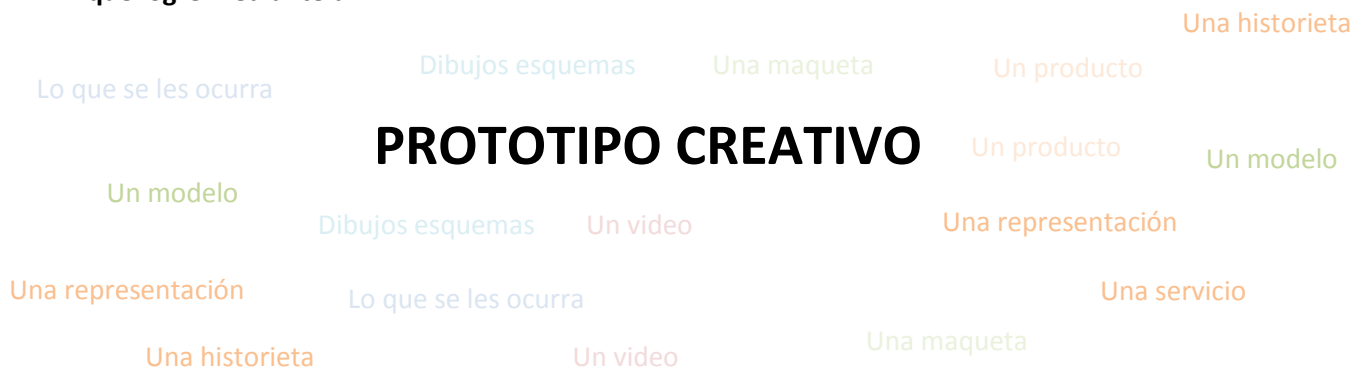 Una historieta
Dibujos esquemas
Una maqueta
Un producto
Lo que se les ocurra
PROTOTIPO CREATIVO
Un producto
Un modelo
Un modelo
Dibujos esquemas
Un video
Una representación
Una representación
Lo que se les ocurra
Una servicio
Una historieta
Un video
Una maqueta